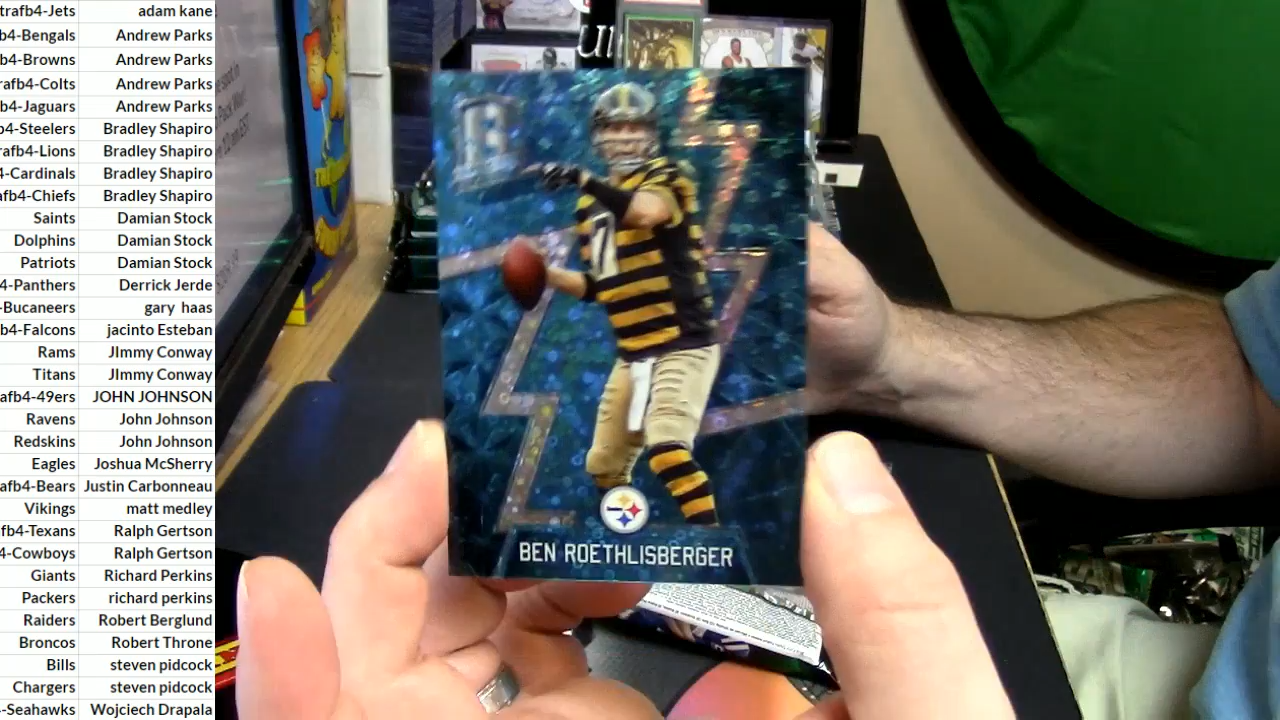 trafb4-Jets adam kane
b4-Bengals Andrew Parks
b4-Browns Andrew Parks
rafb4-Colts Andrew Parks
fb4-Jaguars Andrew Parks
b4-Steelers Bradley Shapiro
rafb4-Lions Bradley Shapiro
4-Cardinals Bradley Shapiro
afb4-Chiefs Bradley Shapiro
Saints Damian Stock
Dolphins Damian Stock
Patriots Damian Stock
4-Panthers Derrick Jerde
-Bucaneers gary haas
fb4-Falcons jacinto Esteban
Rams JImmy Conway
Titans JImmy Conway
afb4-49ers JOHN JOHNSON
Ravens John Johnson
Redskins John Johnson
Eagles Joshua McSherry
afb4-Bears Justin Carbonneau
Vikings matt medley
fb4-Texans Ralph Gertson
4-Cowboys Ralph Gertson
Giants Richard Perkins
Packers richard perkins
Raiders Robert Berglund
Broncos Robert Throne
Bills steven pidcock
Chargers steven pidcock
-Seahawks Wojciech Drapala
BEN ROETHLISBERGER